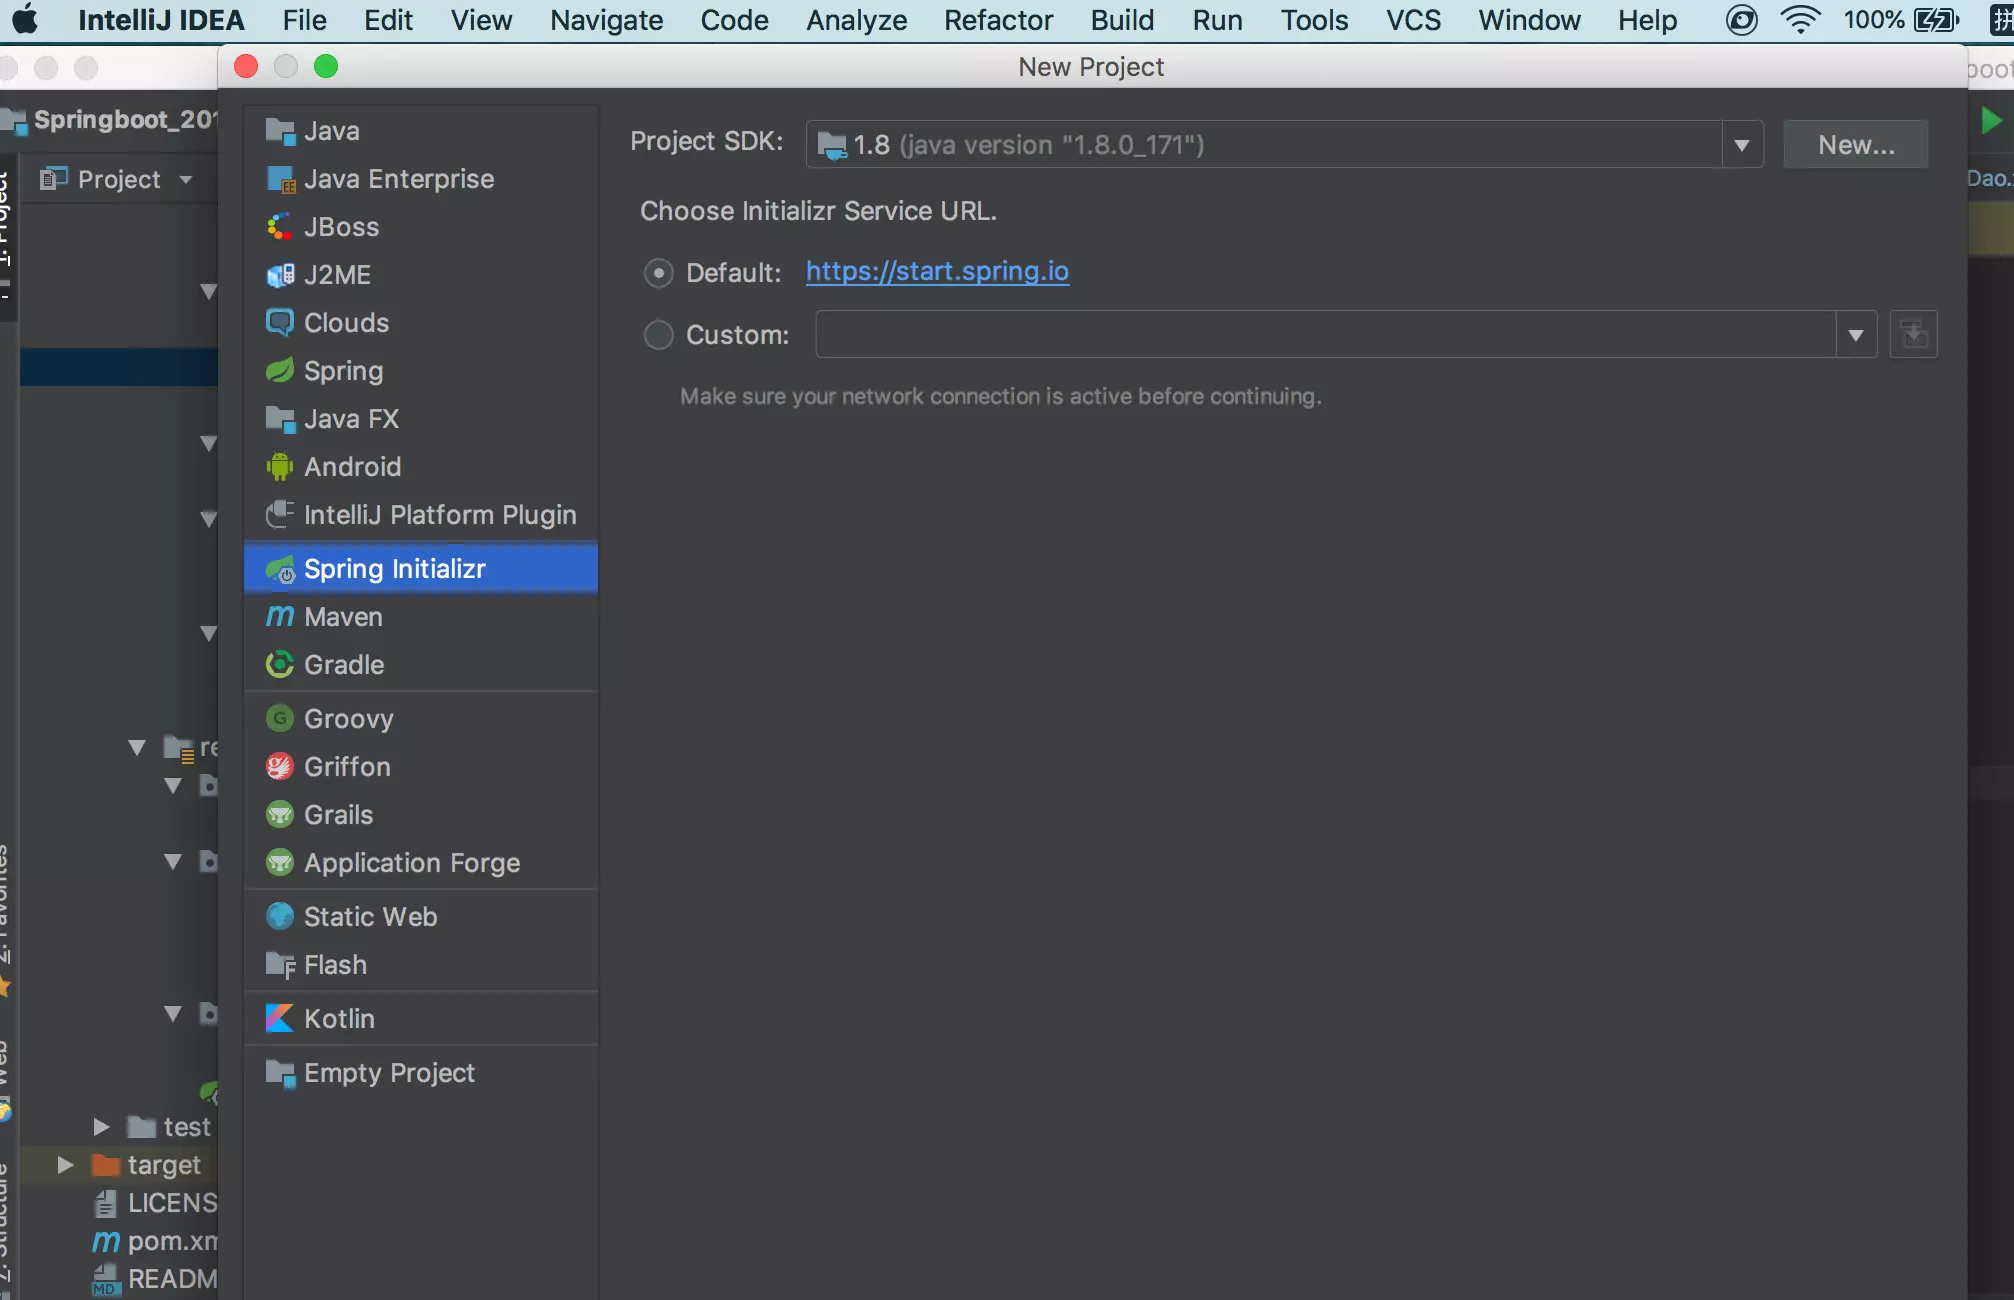 IntelliJ IDEA File Edit View Navigate Code Analyze Refactor Build Run Tools VCS Window Help 100% 拼
New Project
Springboot_201
Project
1: Project
Java
Java Enterprise
JBoss
J2ME
Clouds
Spring
Java FX
Android
IntelliJ Platform Plugin
Spring Initializr
Maven
Gradle
Groovy
Griffon
Grails
Application Forge
Static Web
Flash
Kotlin
Empty Project
Project SDK: 1.8 (java version "1.8.0_171") New...
Choose Initializr Service URL.
Default: https://start.spring.io
Custom:
Make sure your network connection is active before continuing.
boot
Dao.
re
test
target
LICENS
pom.xm
READM
MD
2: Favorites
Web
Z: Structure